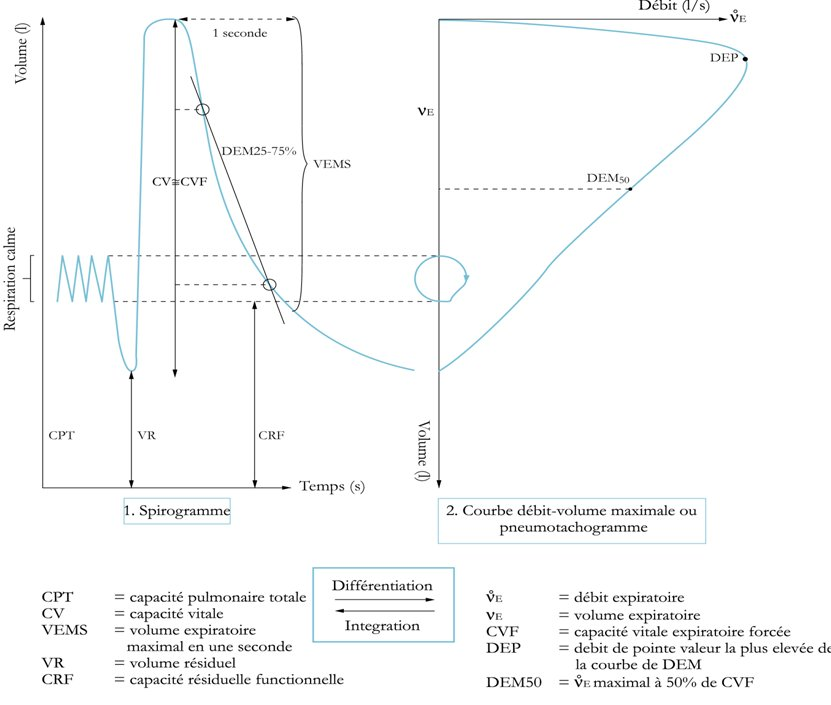 Volume (l)
1 seconde
DEM25-75%
CV≅CVF
VEMS
Respiration calme
CPT
VR
CRF
Temps (s)
1. Spirogramme
Débit (l/s)
v̊E
DEP
vE
DEM50
Volume (l)
2. Courbe débit-volume maximale ou
pneumotachogramme
Différentiation
Integration
CPT = capacité pulmonaire totale
CV = capacité vitale
VEMS = volume expiratoire
maximal en une seconde
VR = volume résiduel
CRF = capacité résiduelle functionnelle
v̊E = débit expiratoire
vE = volume expiratoire
CVF = capacité vitale expiratoire forcée
DEP = debit de pointe valeur la plus elevée de
la courbe de DEM
DEM50 = v̊E maximal à 50% de CVF